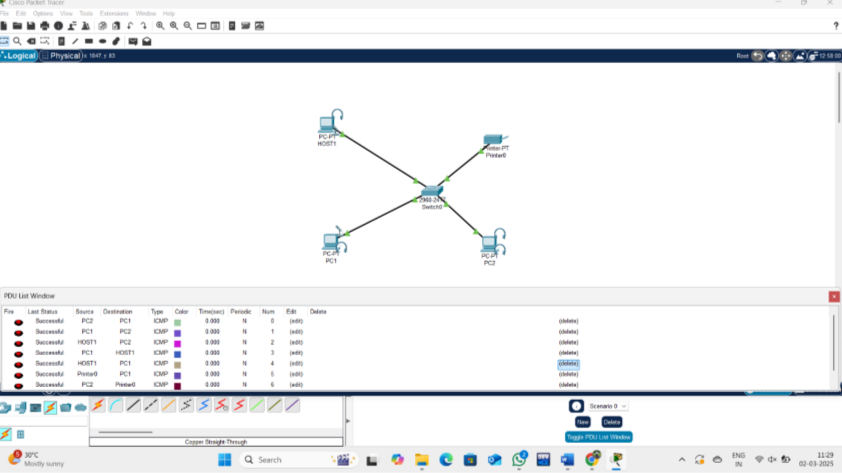 Cisco Packet Tracer
File Edit Options View Tools Extensions Window Help
Logical Physical x: 1847, y: 83
Root 12:58:00
PC-PT
HOST1
Printer-PT
Printer0
2960-24TT
Switch0
PC-PT
PC1
PC-PT
PC2
PDU List Window
Fire Last Status Source Destination Type Color Time(sec) Periodic Num Edit Delete
Successful PC2 PC1 ICMP 0.000 N 0 (edit) (delete)
Successful PC1 PC2 ICMP 0.000 N 1 (edit) (delete)
Successful HOST1 PC2 ICMP 0.000 N 2 (edit) (delete)
Successful PC1 HOST1 ICMP 0.000 N 3 (edit) (delete)
Successful HOST1 PC1 ICMP 0.000 N 4 (edit) (delete)
Successful Printer0 PC1 ICMP 0.000 N 5 (edit) (delete)
Successful PC2 Printer0 ICMP 0.000 N 6 (edit) (delete)
Scenario 0
New Delete
Toggle PDU List Window
Copper Straight-Through
30°C
Mostly sunny
Search
ENG
IN
11:29
02-03-2025